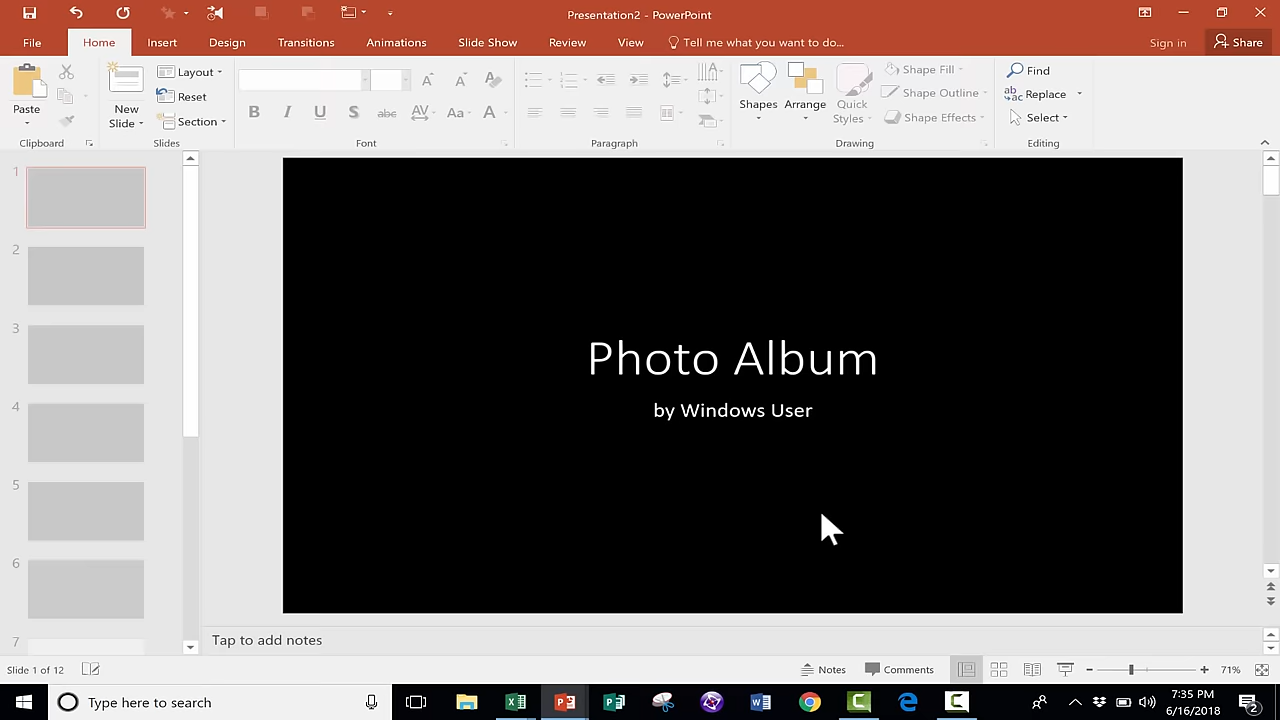 Presentation2 - PowerPoint
File Home Insert Design Transitions Animations Slide Show Review View Tell me what you want to do... Sign in Share
Paste
New
Slide
Layout
Reset
Section
B I U S abc AV Aa A
A A
Shapes
Arrange
Quick
Styles
Shape Fill
Shape Outline
Shape Effects
Find
Replace
Select
Clipboard Slides Font Paragraph Drawing Editing
1
2
3
4
5
6
7
Photo Album
by Windows User
Tap to add notes
Slide 1 of 12 Notes Comments 71%
Type here to search
7:35 PM
6/16/2018
2